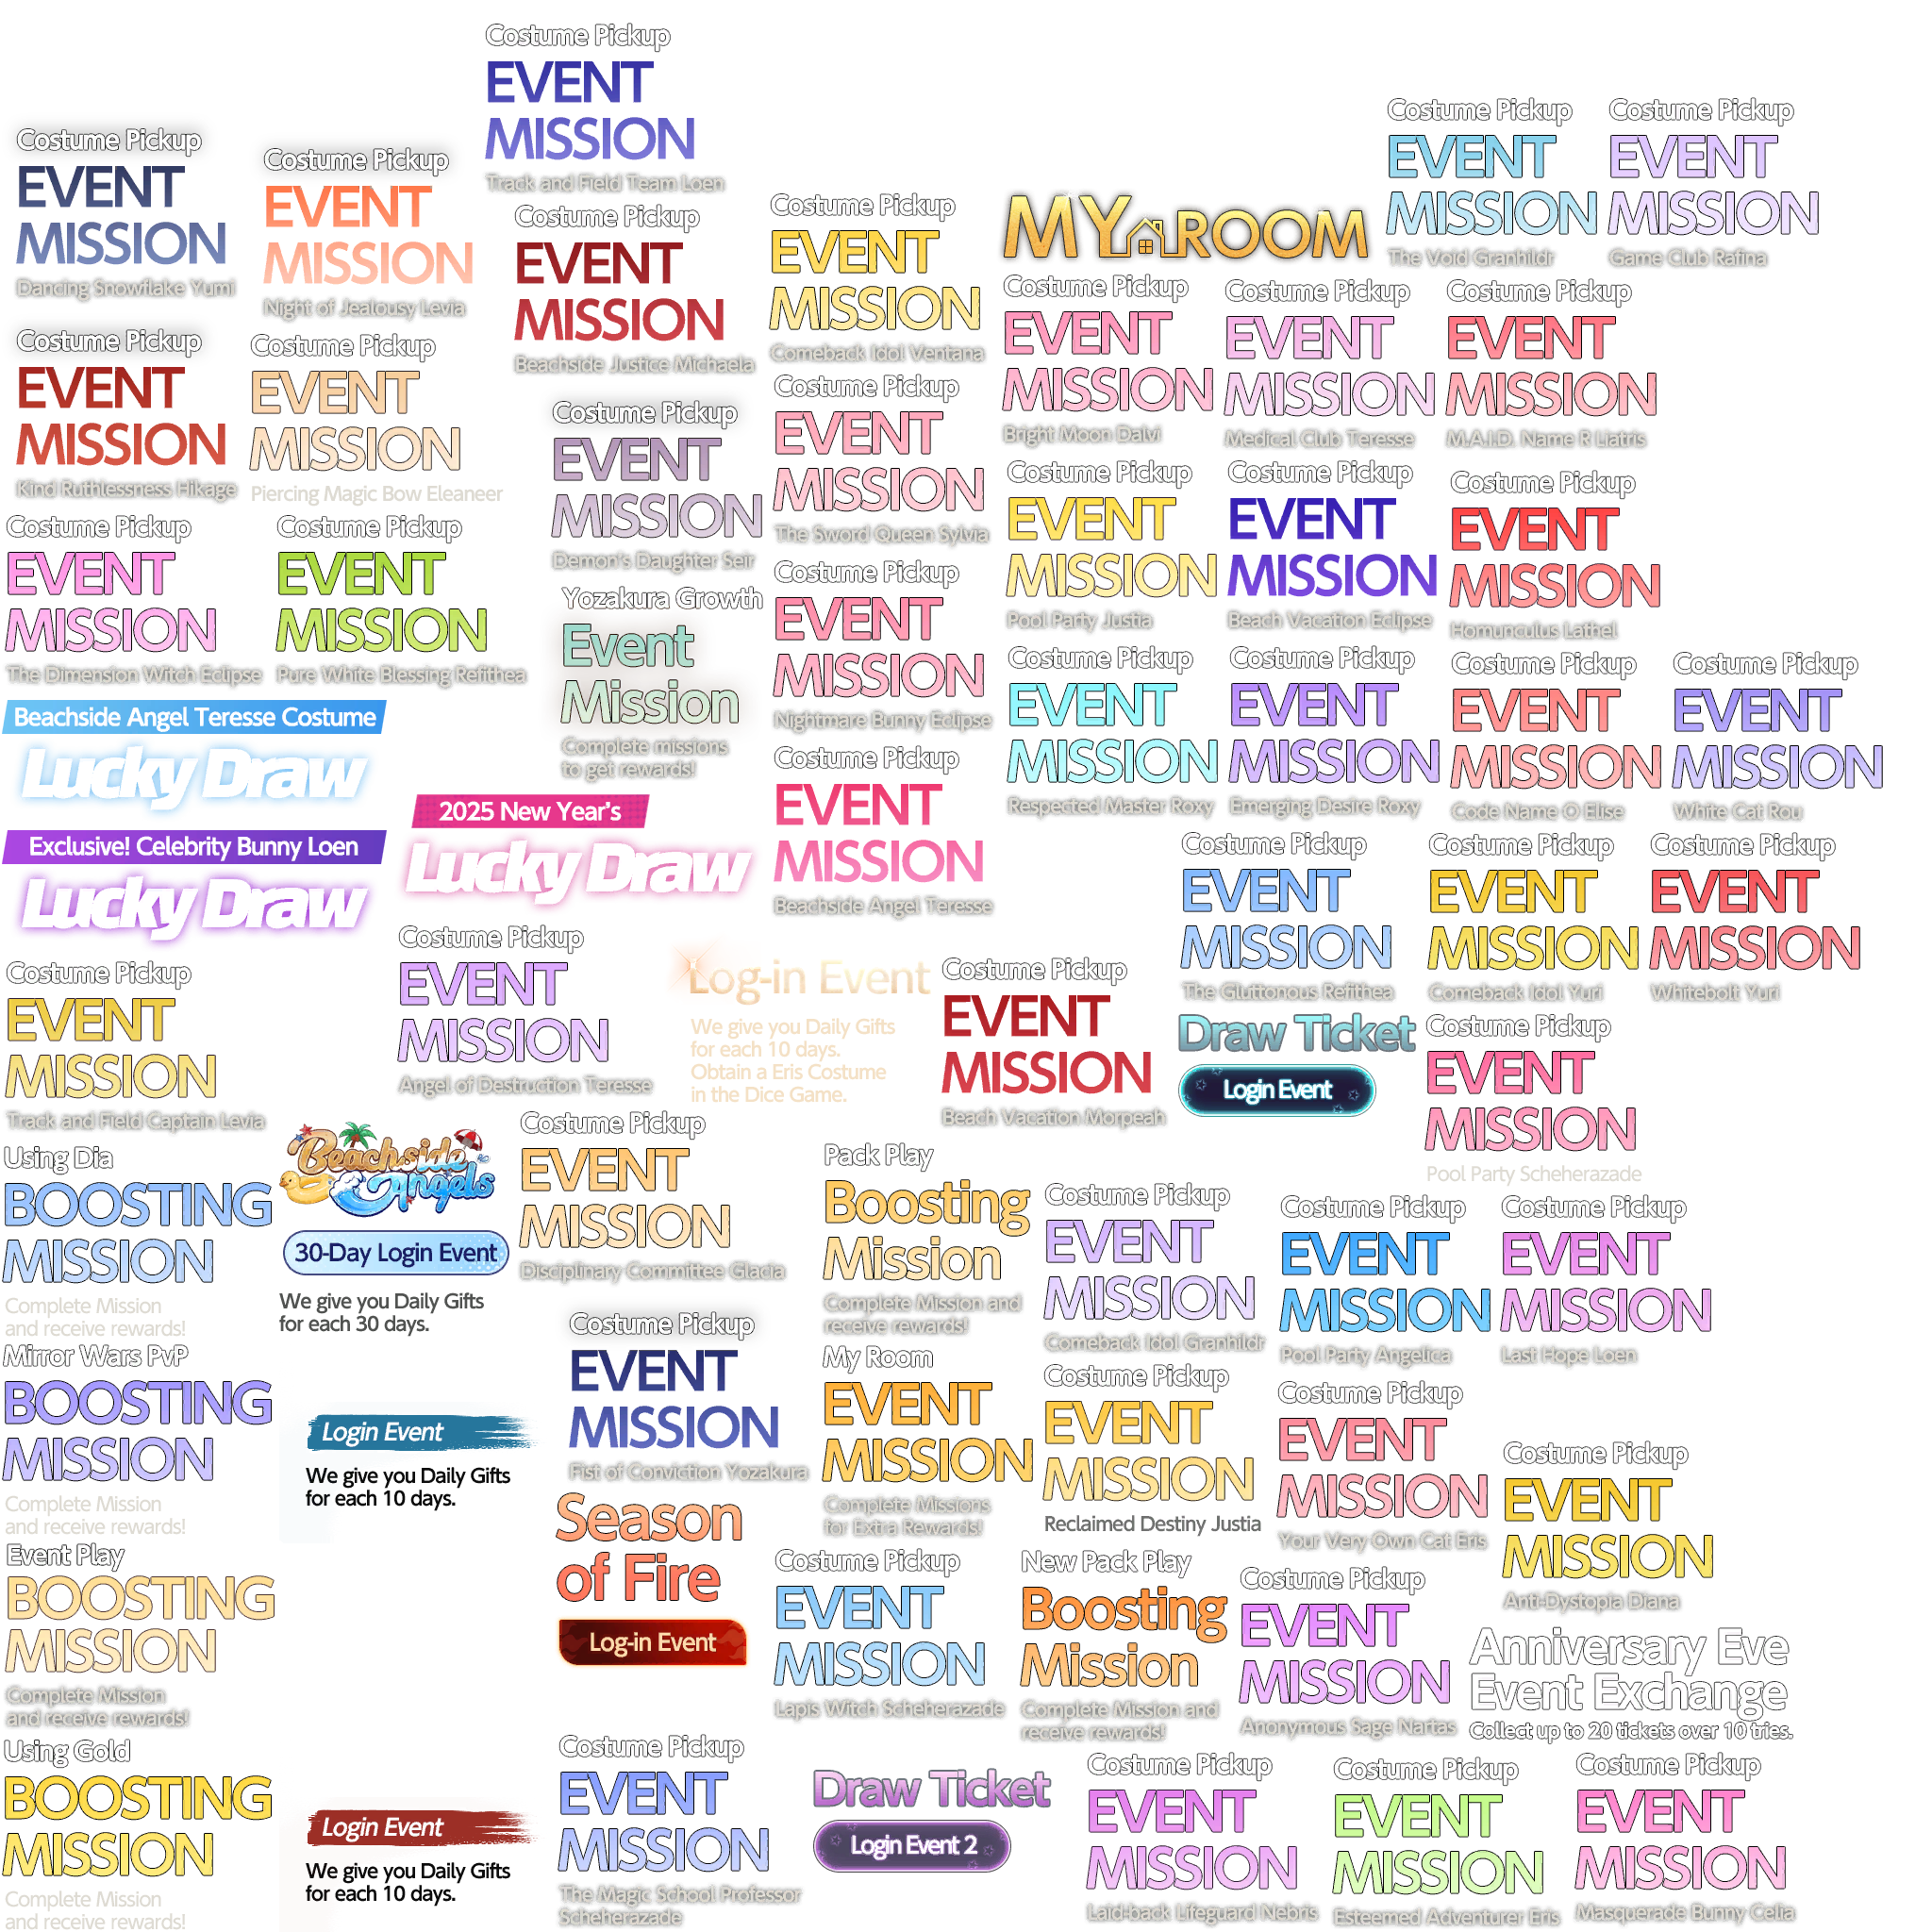 Costume Pickup
EVENT
MISSION
Track and Field Team Loen
Costume Pickup
EVENT
MISSION
Dancing Snowflake Yumi
Costume Pickup
EVENT
MISSION
Night of Jealousy Levia
Costume Pickup
EVENT
MISSION
Beachside Justice Michaela
Costume Pickup
EVENT
MISSION
Comeback Idol Ventana
MY ROOM
Costume Pickup
EVENT
MISSION
The Void Granhildr
Costume Pickup
EVENT
MISSION
Game Club Rafina
Costume Pickup
EVENT
MISSION
Bright Moon Dalvi
Costume Pickup
EVENT
MISSION
Medical Club Teresse
Costume Pickup
EVENT
MISSION
M.A.I.D. Name R Liatris
Costume Pickup
EVENT
MISSION
Kind Ruthlessness Hikage
Costume Pickup
EVENT
MISSION
Piercing Magic Bow Eleaneer
Costume Pickup
EVENT
MISSION
Demon's Daughter Seir
Costume Pickup
EVENT
MISSION
The Sword Queen Sylvia
Costume Pickup
EVENT
MISSION
Pool Party Justia
Costume Pickup
EVENT
MISSION
Beach Vacation Eclipse
Costume Pickup
EVENT
MISSION
Homunculus Lathel
Costume Pickup
EVENT
MISSION
The Dimension Witch Eclipse
Costume Pickup
EVENT
MISSION
Pure White Blessing Refithea
Yozakura Growth
Event
Mission
Complete missions
to get rewards!
Costume Pickup
EVENT
MISSION
Nightmare Bunny Eclipse
Costume Pickup
EVENT
MISSION
Respected Master Roxy
Costume Pickup
EVENT
MISSION
Emerging Desire Roxy
Costume Pickup
EVENT
MISSION
Code Name O Elise
Costume Pickup
EVENT
MISSION
White Cat Rou
Beachside Angel Teresse Costume
Lucky Draw
Exclusive! Celebrity Bunny Loen
Lucky Draw
2025 New Year's
Lucky Draw
Costume Pickup
EVENT
MISSION
Beachside Angel Teresse
Costume Pickup
EVENT
MISSION
The Gluttonous Refithea
Costume Pickup
EVENT
MISSION
Comeback Idol Yuri
Costume Pickup
EVENT
MISSION
Whitebolt Yuri
Costume Pickup
EVENT
MISSION
Track and Field Captain Levia
Costume Pickup
EVENT
MISSION
Angel of Destruction Teresse
Log-in Event
We give you Daily Gifts
for each 10 days.
Obtain a Eris Costume
in the Dice Game.
Costume Pickup
EVENT
MISSION
Beach Vacation Morpeah
Draw Ticket
Login Event
Costume Pickup
EVENT
MISSION
Pool Party Scheherazade
Using Dia
BOOSTING
MISSION
Complete Mission
and receive rewards!
Beachside
Angels
30-Day Login Event
We give you Daily Gifts
for each 30 days.
Costume Pickup
EVENT
MISSION
Disciplinary Committee Glacia
Pack Play
Boosting
Mission
Complete Mission and
receive rewards!
Costume Pickup
EVENT
MISSION
Comeback Idol Granhildr
Costume Pickup
EVENT
MISSION
Pool Party Angelica
Costume Pickup
EVENT
MISSION
Last Hope Loen
Mirror Wars PvP
BOOSTING
MISSION
Complete Mission
and receive rewards!
Login Event
We give you Daily Gifts
for each 10 days.
Costume Pickup
EVENT
MISSION
Fist of Conviction Yozakura
My Room
EVENT
MISSION
Complete Missions
for Extra Rewards!
Costume Pickup
EVENT
MISSION
Reclaimed Destiny Justia
Costume Pickup
EVENT
MISSION
Your Very Own Cat Eris
Costume Pickup
EVENT
MISSION
Anti-Dystopia Diana
Event Play
BOOSTING
MISSION
Complete Mission
and receive rewards!
Season
of Fire
Log-in Event
Costume Pickup
EVENT
MISSION
Lapis Witch Scheherazade
New Pack Play
Boosting
Mission
Complete Mission and
receive rewards!
Costume Pickup
EVENT
MISSION
Anonymous Sage Nartas
Anniversary Eve
Event Exchange
Collect up to 20 tickets over 10 tries.
Using Gold
BOOSTING
MISSION
Complete Mission
and receive rewards!
Login Event
We give you Daily Gifts
for each 10 days.
Costume Pickup
EVENT
MISSION
The Magic School Professor
Scheherazade
Draw Ticket
Login Event 2
Costume Pickup
EVENT
MISSION
Laid-back Lifeguard Nebris
Costume Pickup
EVENT
MISSION
Esteemed Adventurer Eris
Costume Pickup
EVENT
MISSION
Masquerade Bunny Celia